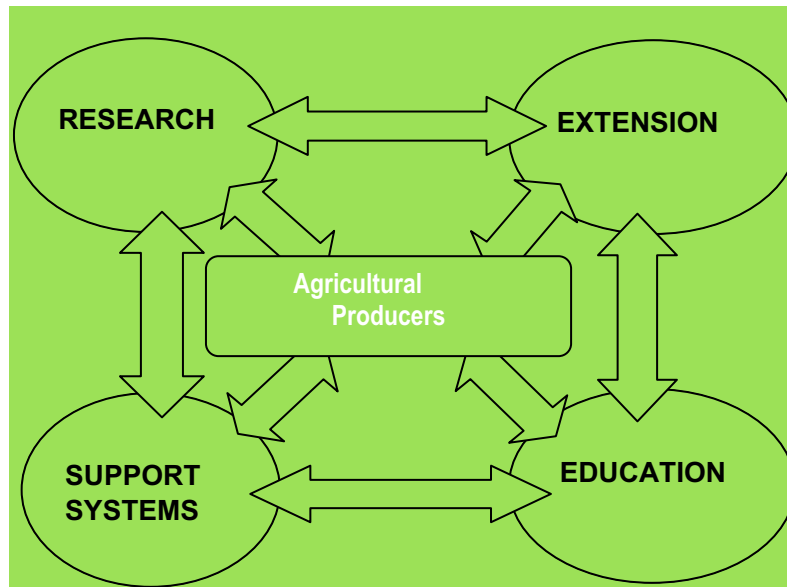 RESEARCH
EXTENSION
Agricultural
Producers
SUPPORT
SYSTEMS
EDUCATION